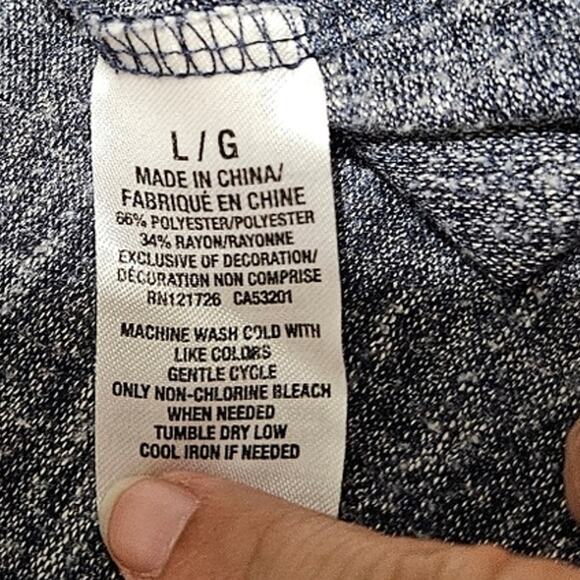 L / G
MADE IN CHINA/
FABRIQUÉ EN CHINE
66% POLYESTER/POLYESTER
34% RAYON/RAYONNE
EXCLUSIVE OF DECORATION/
DÉCORATION NON COMPRISE
RN121726 CA53201
MACHINE WASH COLD WITH
LIKE COLORS
GENTLE CYCLE
ONLY NON-CHLORINE BLEACH
WHEN NEEDED
TUMBLE DRY LOW
COOL IRON IF NEEDED